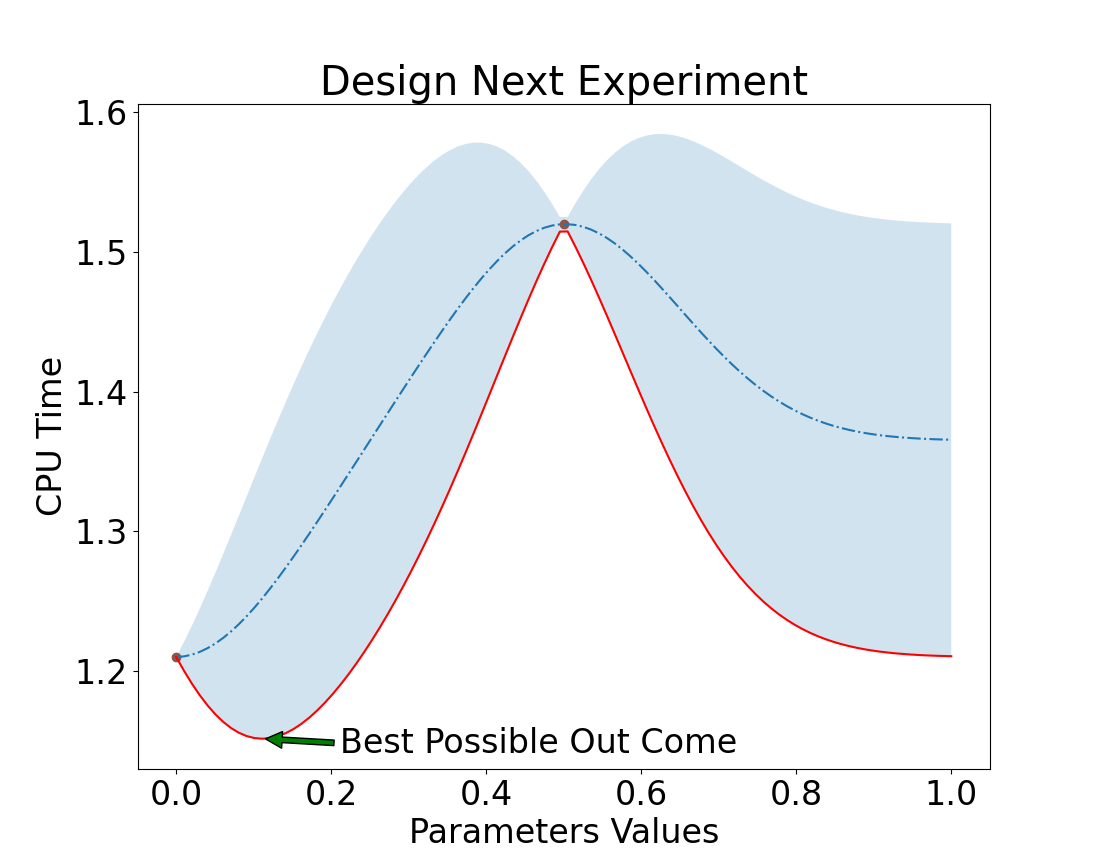 Design Next Experiment
1.6
1.5
1.4
1.3
1.2
CPU Time
Best Possible Out Come
0.0 0.2 0.4 0.6 0.8 1.0
Parameters Values